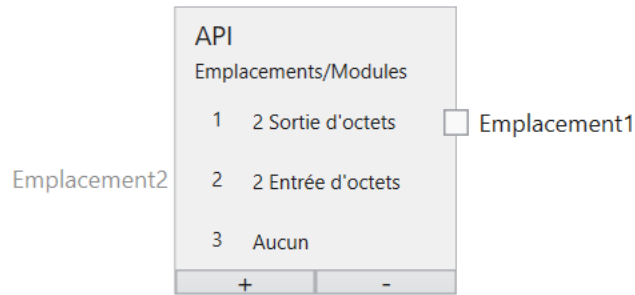 API
Emplacements/Modules
1 2 Sortie d'octets Emplacement1
Emplacement2 2 2 Entrée d'octets
3 Aucun
+ -